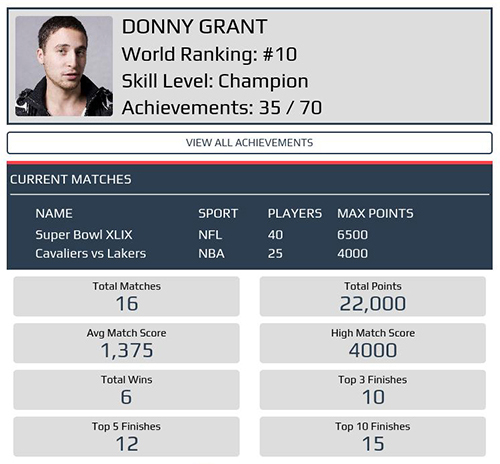 DONNY GRANT
World Ranking: #10
Skill Level: Champion
Achievements: 35 / 70
VIEW ALL ACHIEVEMENTS
CURRENT MATCHES
NAME SPORT PLAYERS MAX POINTS
Super Bowl XLIX NFL 40 6500
Cavaliers vs Lakers NBA 25 4000
Total Matches Total Points
16 22,000
Avg Match Score High Match Score
1,375 4000
Total Wins Top 3 Finishes
6 10
Top 5 Finishes Top 10 Finishes
12 15